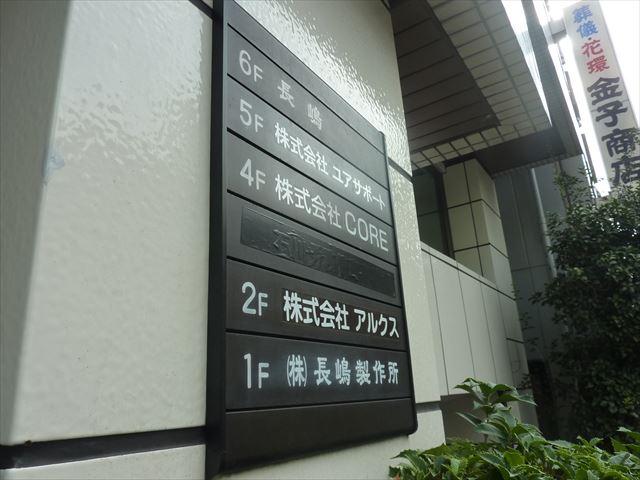 6F 長嶋
5F 株式会社 ユアサポート
4F 株式会社 CORE
2F 株式会社 アルクス
1F ㈱ 長嶋製作所
葬儀・花環 金子商店